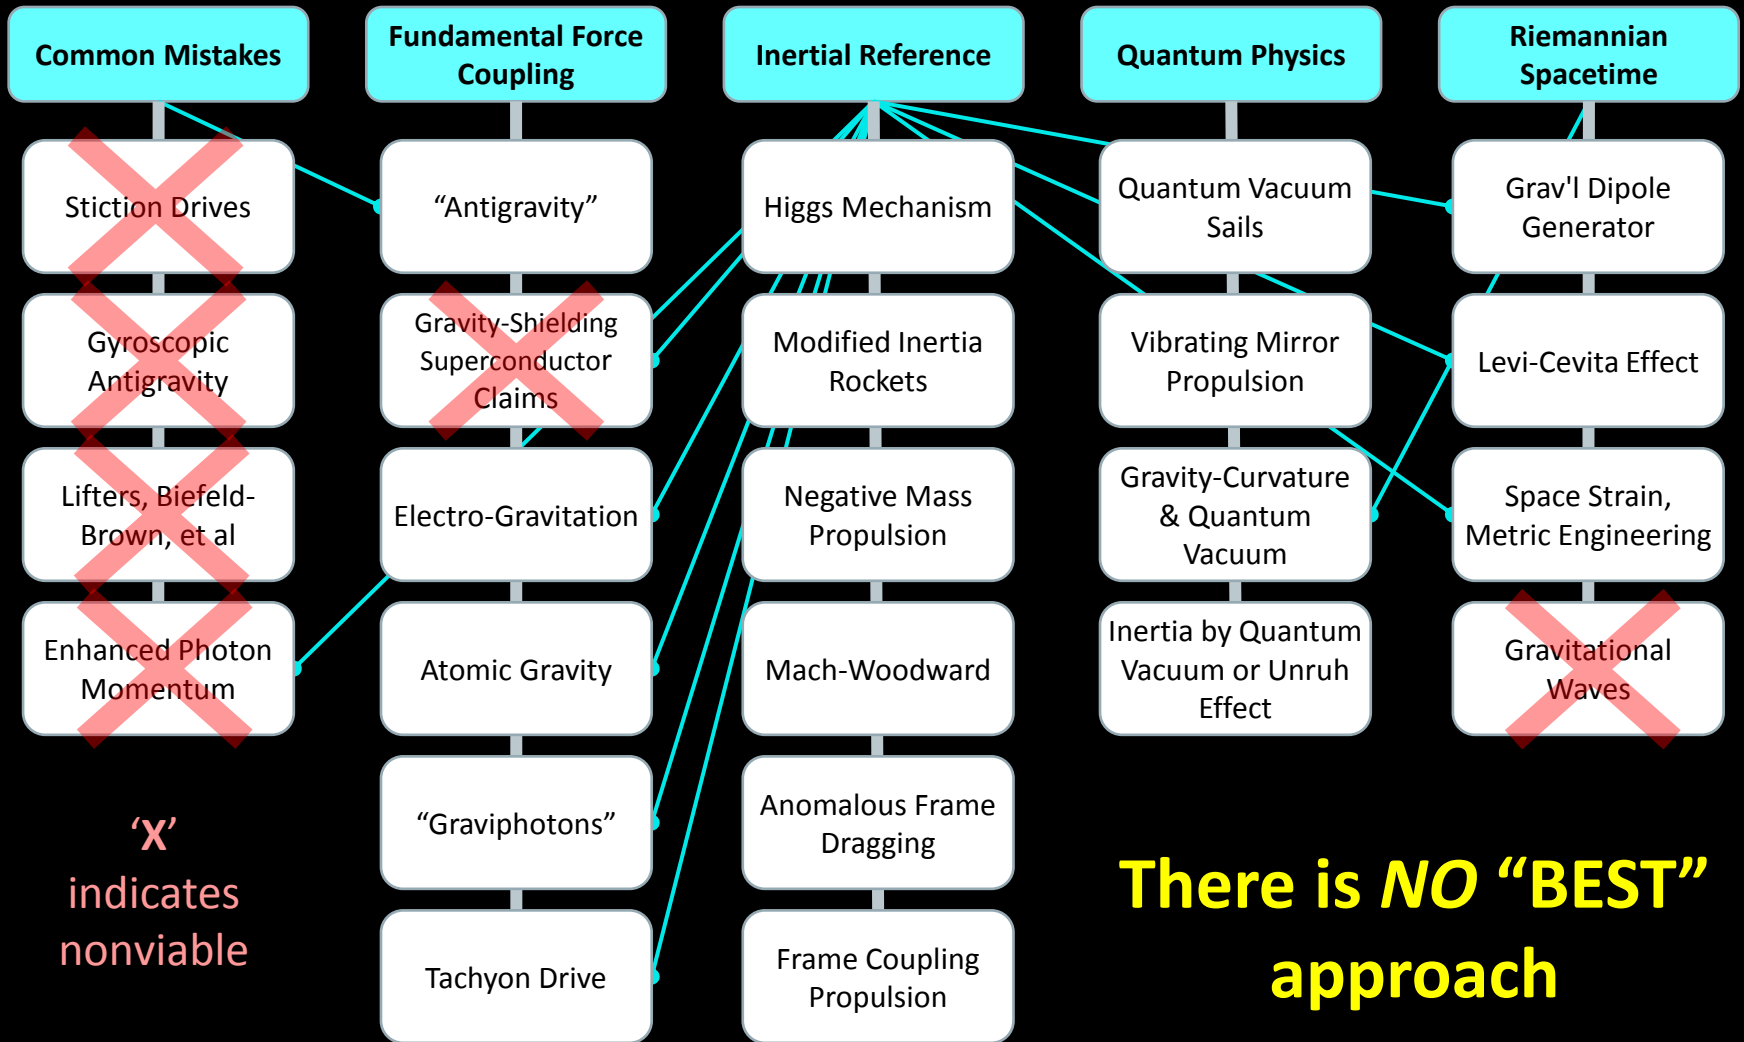 Common Mistakes
Stiction Drives
Gyroscopic
Antigravity
Lifters, Biefeld-
Brown, et al
Enhanced Photon
Momentum
‘X’
indicates
nonviable
Fundamental Force
Coupling
“Antigravity”
Gravity-Shielding
Superconductor
Claims
Electro-Gravitation
Atomic Gravity
“Graviphotons”
Tachyon Drive
Inertial Reference
Higgs Mechanism
Modified Inertia
Rockets
Negative Mass
Propulsion
Mach-Woodward
Anomalous Frame
Dragging
Frame Coupling
Propulsion
Quantum Physics
Quantum Vacuum
Sails
Vibrating Mirror
Propulsion
Gravity-Curvature
& Quantum
Vacuum
Inertia by Quantum
Vacuum or Unruh
Effect
Riemannian
Spacetime
Grav'l Dipole
Generator
Levi-Cevita Effect
Space Strain,
Metric Engineering
Gravitational
Waves
There is NO “BEST”
approach